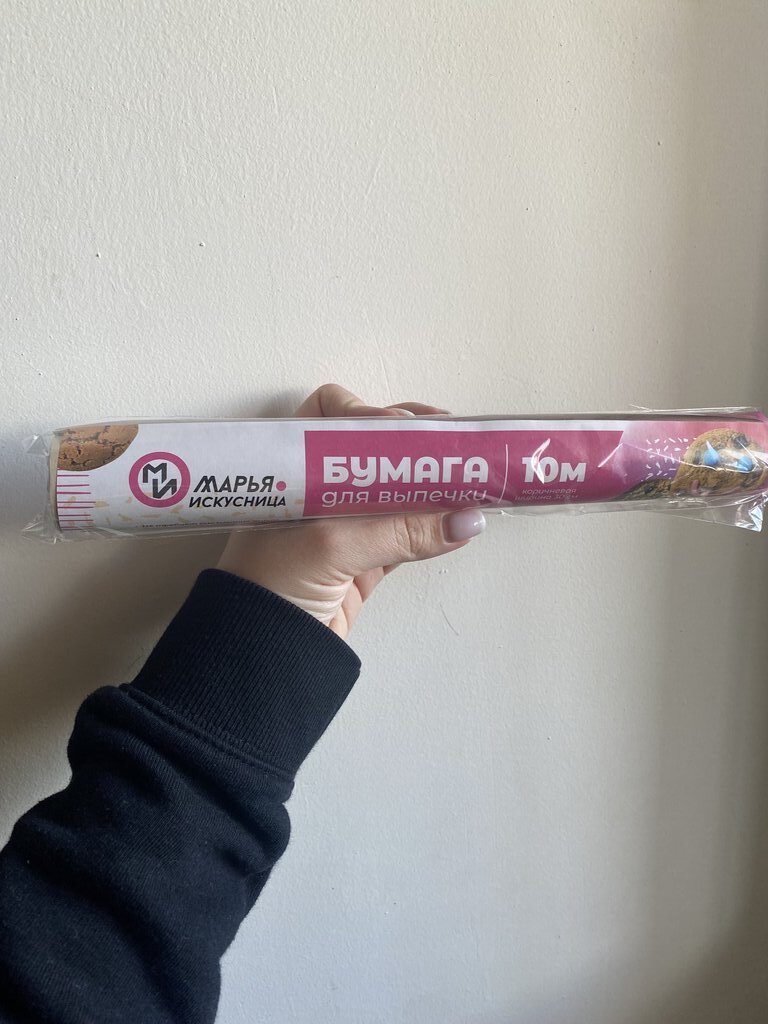 МИ
МАРЬЯ
ИСКУСНИЦА
БУМАГА
для выпечки
10м
коричневая